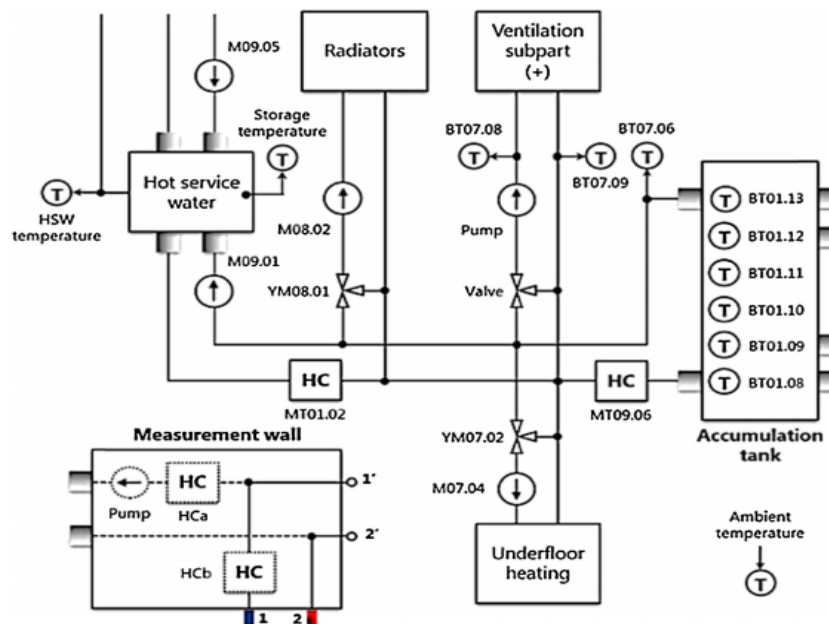 M09.05
Radiators
Ventilation
subpart
(+)
Storage
temperature
BT07.08
BT07.06
T
T
T
T
Hot service
water
T
BT07.09
T BT01.13
HSW
temperature
M08.02
Pump
T BT01.12
M09.01
YM08.01
Valve
T BT01.11
T BT01.10
T BT01.09
HC
HC
T BT01.08
MT01.02
MT09.06
Measurement wall
YM07.02
Accumulation
tank
HC
1'
M07.04
Pump
HCa
2'
Ambient
temperature
HCb
HC
Underfloor
heating
T
1
2